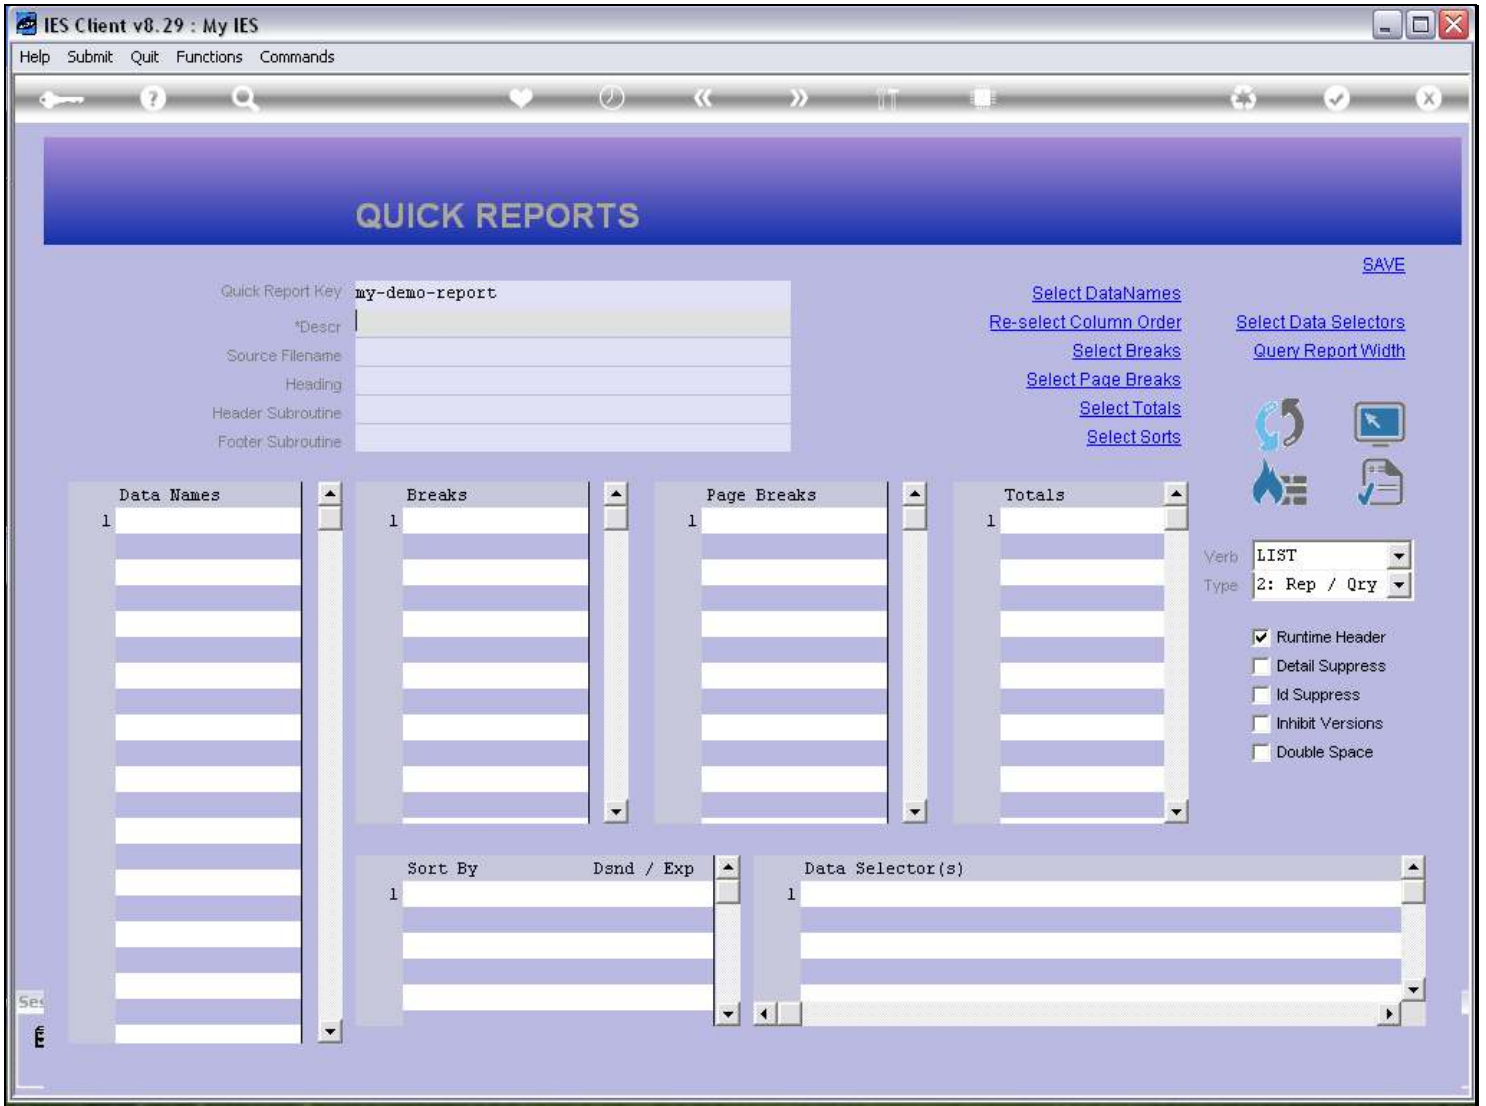 IES Client v8.29 : My IES
Help Submit Quit Functions Commands
QUICK REPORTS
SAVE
Quick Report Key my-demo-report
*Descr
Source Filename
Heading
Header Subroutine
Footer Subroutine
Select DataNames
Re-select Column Order
Select Breaks
Select Page Breaks
Select Totals
Select Sorts
Select Data Selectors
Query Report Width
Data Names
1
Breaks
1
Page Breaks
1
Totals
1
Verb LIST
Type 2: Rep / Qry
Runtime Header
Detail Suppress
Id Suppress
Inhibit Versions
Double Space
Sort By Dsnd / Exp
1
Data Selector(s)
1